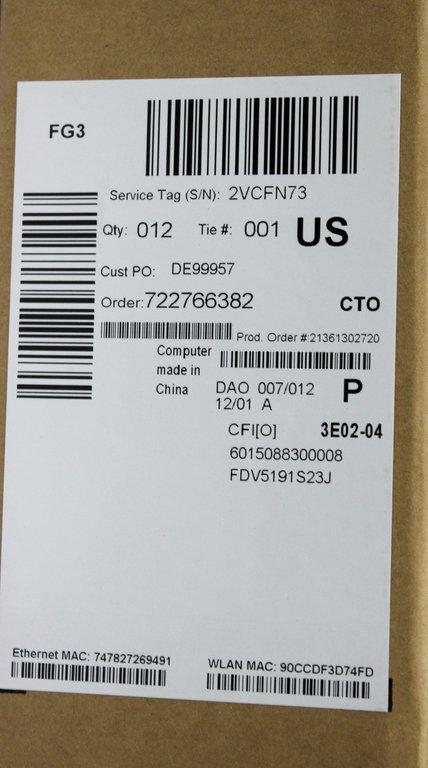 FG3
Service Tag (S/N): 2VCFN73
Qty: 012 Tie #: 001 US
Cust PO: DE99957
Order:722766382 CTO
Prod. Order #:21361302720
Computer
made in
China
DAO 007/012 P
12/01 A
CFI[O] 3E02-04
6015088300008
FDV5191S23J
Ethernet MAC: 747827269491
WLAN MAC: 90CCDF3D74FD